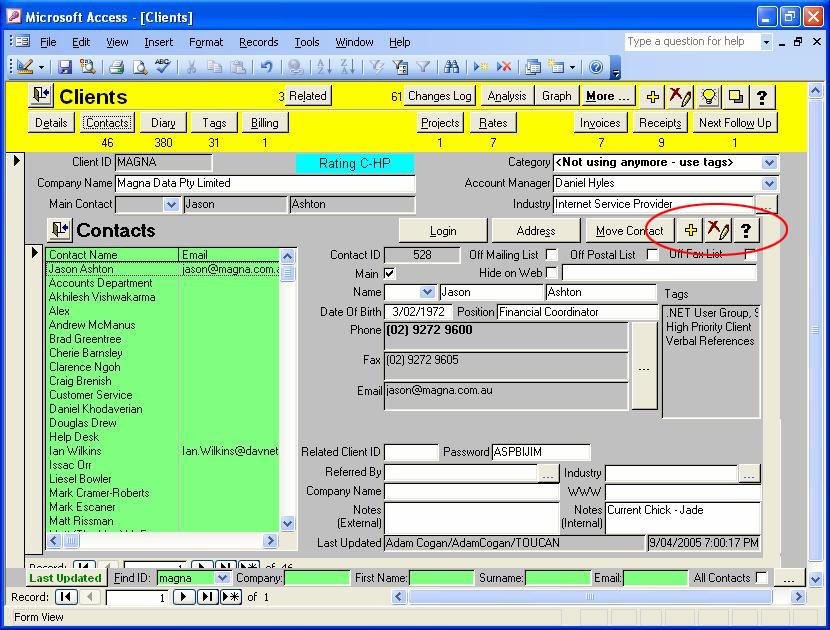 Microsoft Access - [Clients]
File Edit View Insert Format Records Tools Window Help Type a question for help
Clients 3 Related 61 Changes Log Analysis Graph More ... ?
Details Contacts Diary Tags Billing Projects Rates Invoices Receipts Next Follow Up
46 380 31 1 1 7 7 9 1
Client ID MAGNA Rating C-HP Category <Not using anymore - use tags>
Company Name Magna Data Pty Limited Account Manager Daniel Hyles
Main Contact Jason Ashton Industry Internet Service Provider ...
Contacts Login Address Move Contact ?
Contact Name Email Contact ID 528 Off Mailing List Off Postal List Off Fax List
Jason Ashton jason@magna.com.a Main Hide on Web
Accounts Department
Akhilesh Vishwakarma Name Jason Ashton Tags
Alex Date Of Birth 3/02/1972 Position Financial Coordinator .NET User Group, S
Andrew McManus Phone (02) 9272 9600 High Priority Client
Brad Greentree Verbal References
Cherie Barnsley Fax (02) 9272 9605
Clarence Ngoh ...
Craig Brenish Email jason@magna.com.au
Customer Service
Daniel Khodaverian
Douglas Drew
Help Desk
Ian Wilkins Ian.Wilkins@davnet Related Client ID Password ASPBIJIM
Issac Orr Referred By ... Industry ...
Liesel Bowler
Mark Cramer-Roberts Company Name WWW
Mark Escaner Notes Notes Current Chick - Jade
Matt Rissman (External) (Internal)
Last Updated Adam Cogan/AdamCogan/TOUCAN 9/04/2005 7:00:17 PM
Record: 1 of 46
Last Updated Find ID: magna Company: First Name: Surname: Email: All Contacts ...
Record: 1 of 1
Form View